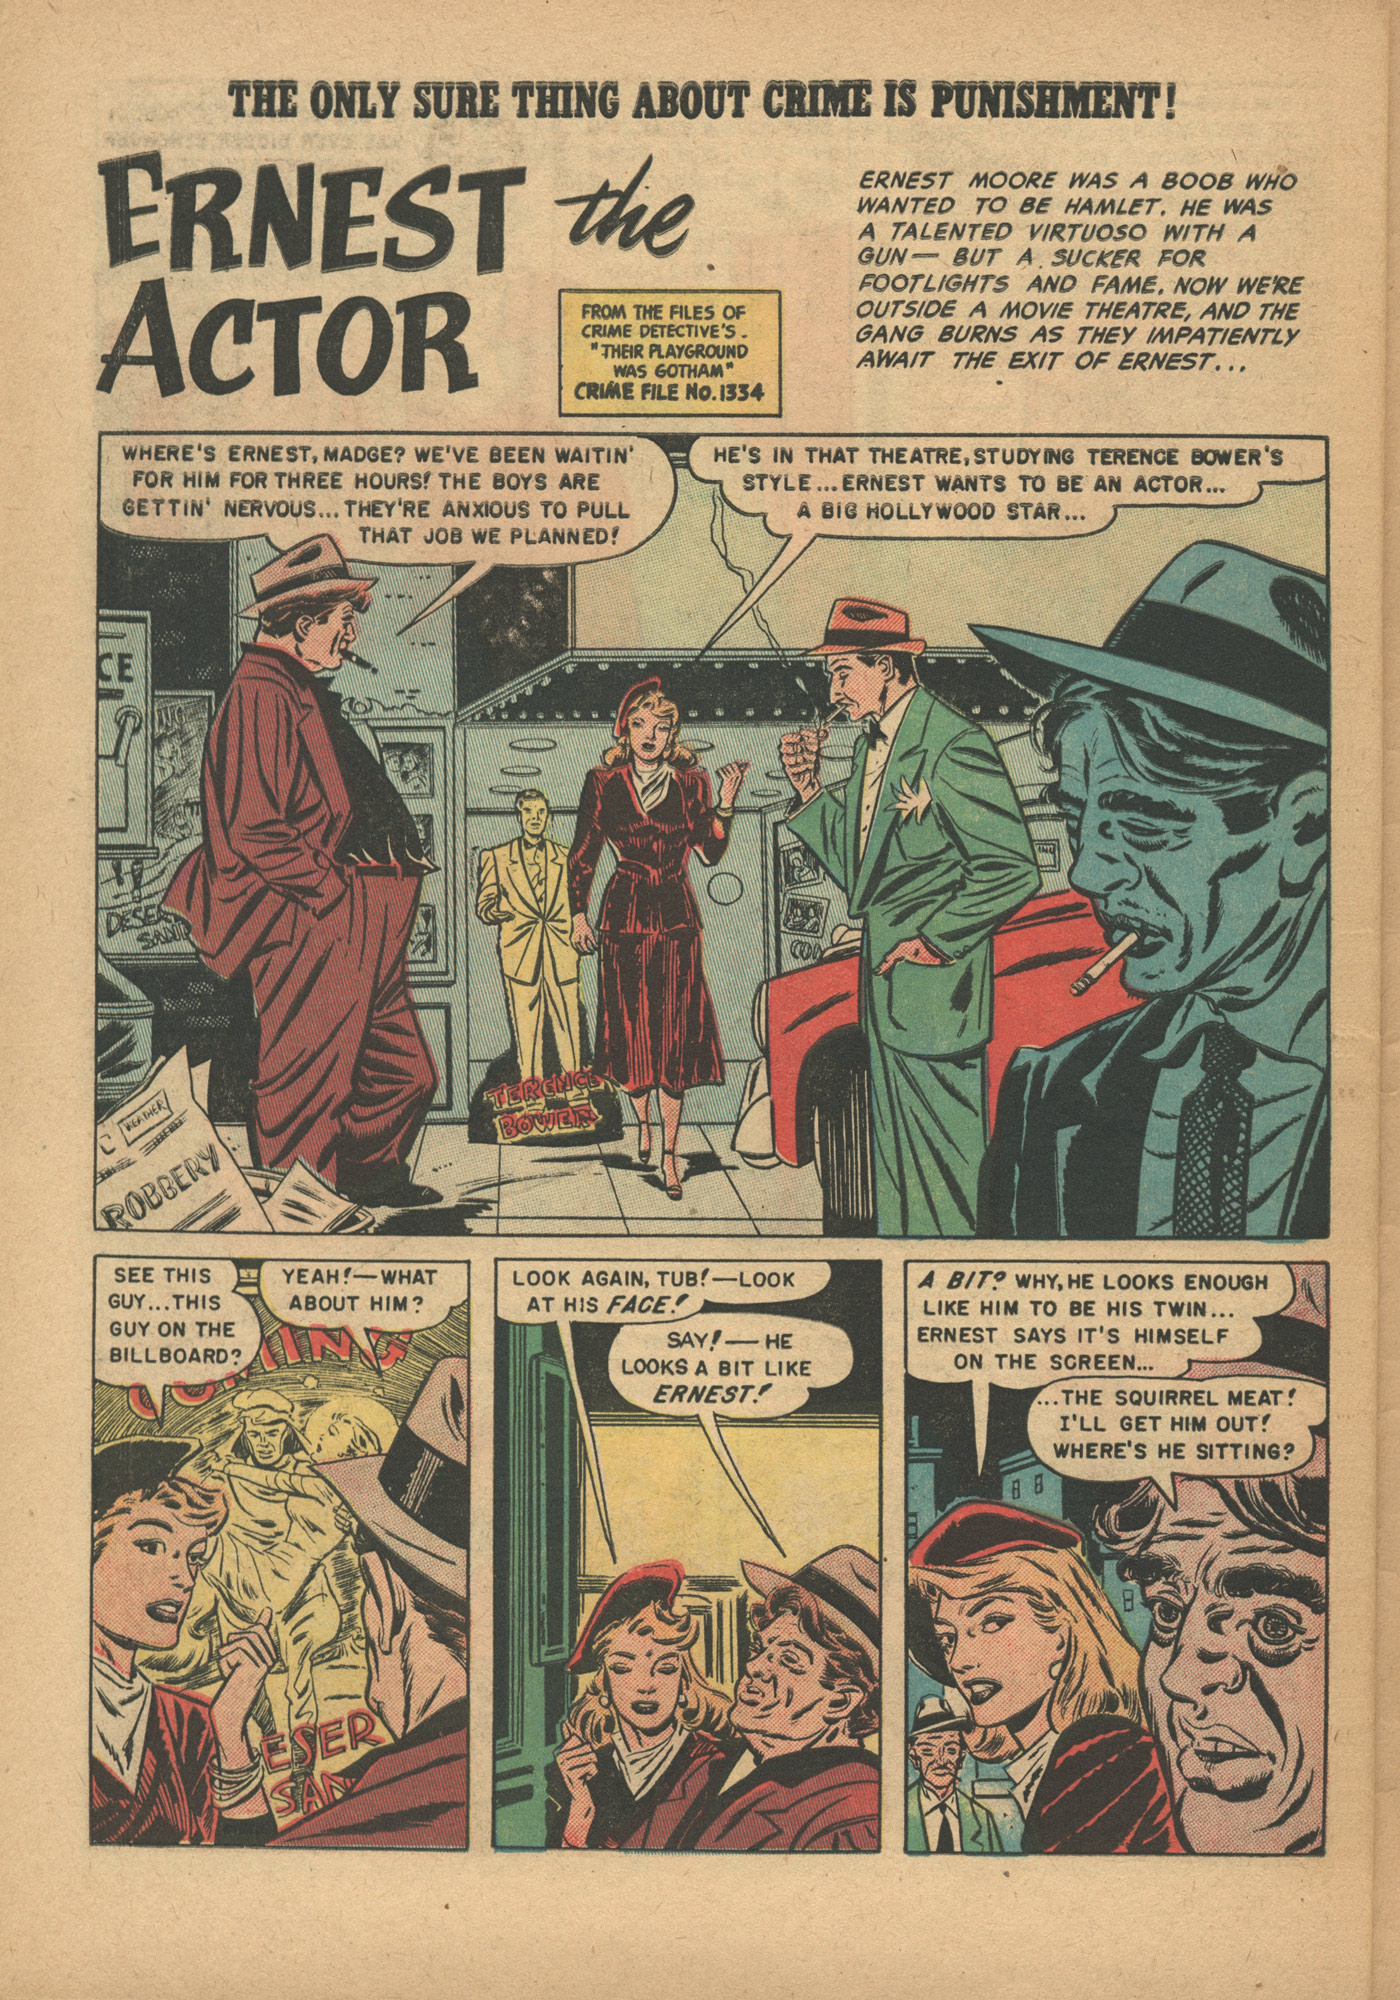 THE ONLY SURE THING ABOUT CRIME IS PUNISHMENT!
ERNEST the
ACTOR
FROM THE FILES OF
CRIME DETECTIVE'S
"THEIR PLAYGROUND
WAS GOTHAM"
CRIME FILE NO. 1334
ERNEST MOORE WAS A BOOB WHO
WANTED TO BE HAMLET. HE WAS
A TALENTED VIRTUOSO WITH A
GUN— BUT A SUCKER FOR
FOOTLIGHTS AND FAME. NOW WE'RE
OUTSIDE A MOVIE THEATRE, AND THE
GANG BURNS AS THEY IMPATIENTLY
AWAIT THE EXIT OF ERNEST...
WHERE'S ERNEST, MADGE? WE'VE BEEN WAITIN'
FOR HIM FOR THREE HOURS! THE BOYS ARE
GETTIN' NERVOUS... THEY'RE ANXIOUS TO PULL
THAT JOB WE PLANNED!
HE'S IN THAT THEATRE, STUDYING TERENCE BOWER'S
STYLE... ERNEST WANTS TO BE AN ACTOR...
A BIG HOLLYWOOD STAR...
CE
DESER
SAND
TERENCE
BOWER
WEATHER
ROBBERY
SEE THIS
GUY... THIS
GUY ON THE
BILLBOARD?
YEAH!—WHAT
ABOUT HIM?
COMING
ESER
SAN
LOOK AGAIN, TUB!—LOOK
AT HIS FACE!
SAY!—HE
LOOKS A BIT LIKE
ERNEST!
A BIT? WHY, HE LOOKS ENOUGH
LIKE HIM TO BE HIS TWIN...
ERNEST SAYS IT'S HIMSELF
ON THE SCREEN...
...THE SQUIRREL MEAT!
I'LL GET HIM OUT!
WHERE'S HE SITTING?